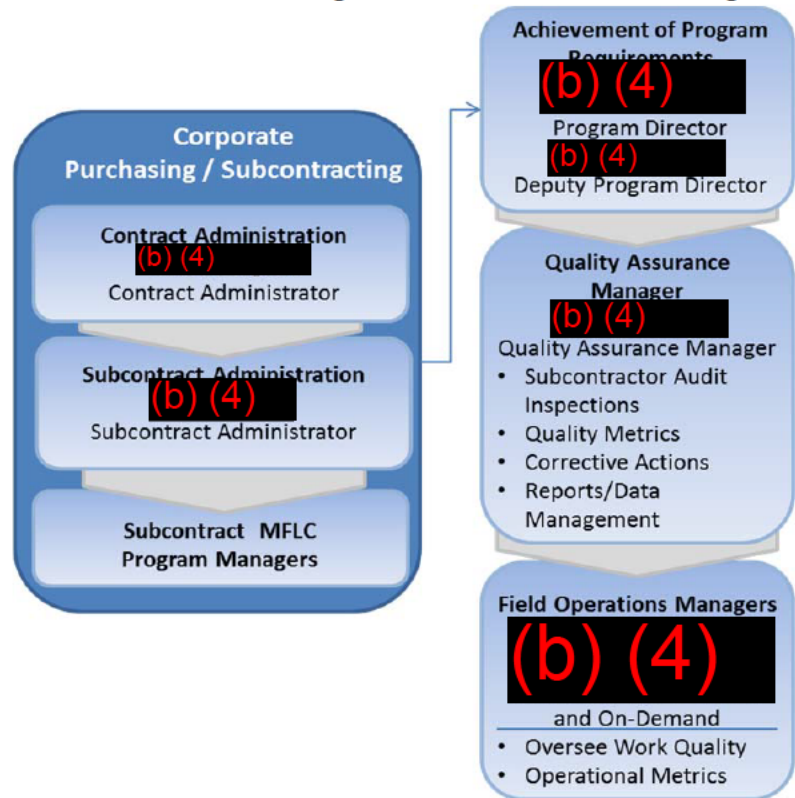 Corporate
Purchasing / Subcontracting
Contract Administration
(b) (4)
Contract Administrator
Subcontract Administration
(b) (4)
Subcontract Administrator
Subcontract MFLC
Program Managers
Achievement of Program
Requirements
(b) (4)
Program Director
(b) (4)
Deputy Program Director
Quality Assurance
Manager
(b) (4)
Quality Assurance Manager
• Subcontractor Audit
Inspections
• Quality Metrics
• Corrective Actions
• Reports/Data
Management
Field Operations Managers
(b) (4)
and On-Demand
• Oversee Work Quality
• Operational Metrics